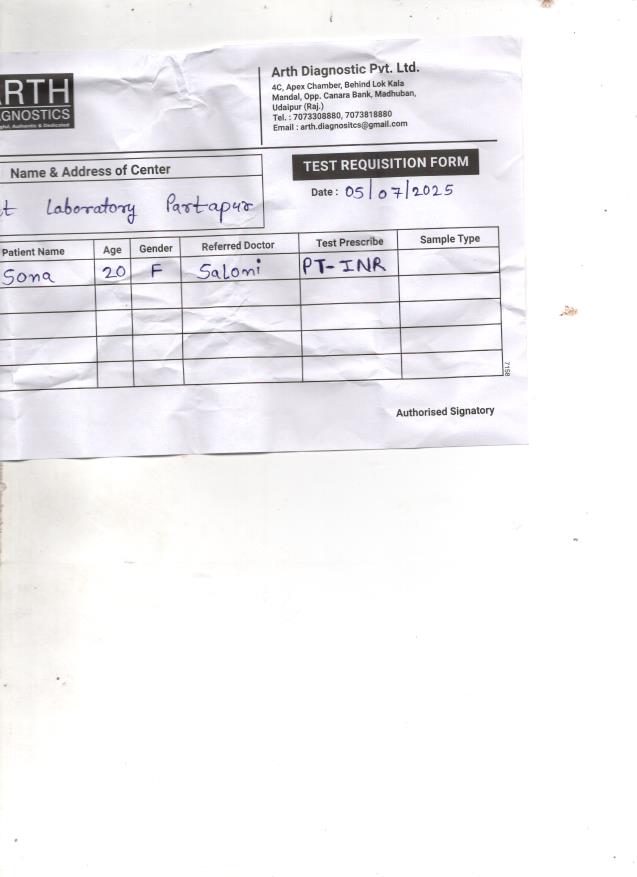 ARTH
DIAGNOSTICS
Arth Diagnostic Pvt. Ltd.
4C, Apex Chamber, Behind Lok Kala
Mandal, Opp. Canara Bank, Madhuban,
Udaipur (Raj.)
Tel. : 7073308880, 7073818880
Email : arth.diagnositcs@gmail.com
Name & Address of Center
Laboratory Partapur
TEST REQUISITION FORM
Date : 05/07/2025
Patient Name Age Gender Referred Doctor Test Prescribe Sample Type
Sona 20 F Saloni PT-INR
7158
Authorised Signatory